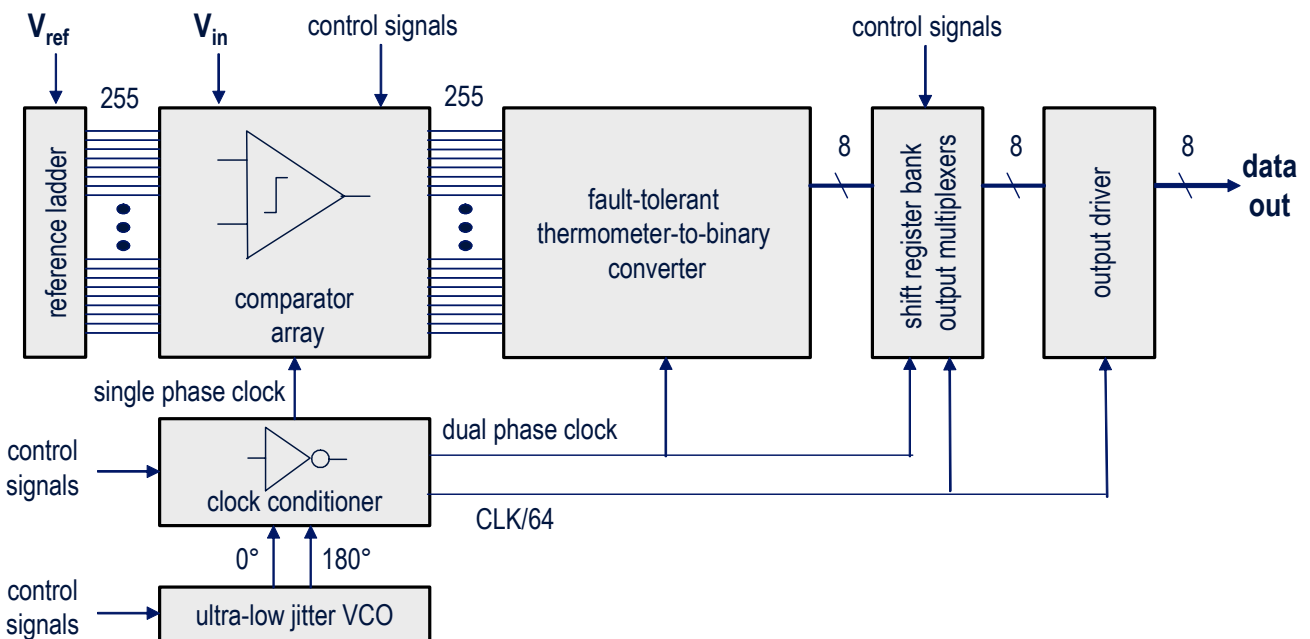 V_ref
V_in
control signals
control signals
255
255
reference ladder
comparator
array
fault-tolerant
thermometer-to-binary
converter
8
shift register bank
output multiplexers
8
output driver
8
data
out
single phase clock
dual phase clock
control
signals
clock conditioner
CLK/64
0°
180°
control
signals
ultra-low jitter VCO